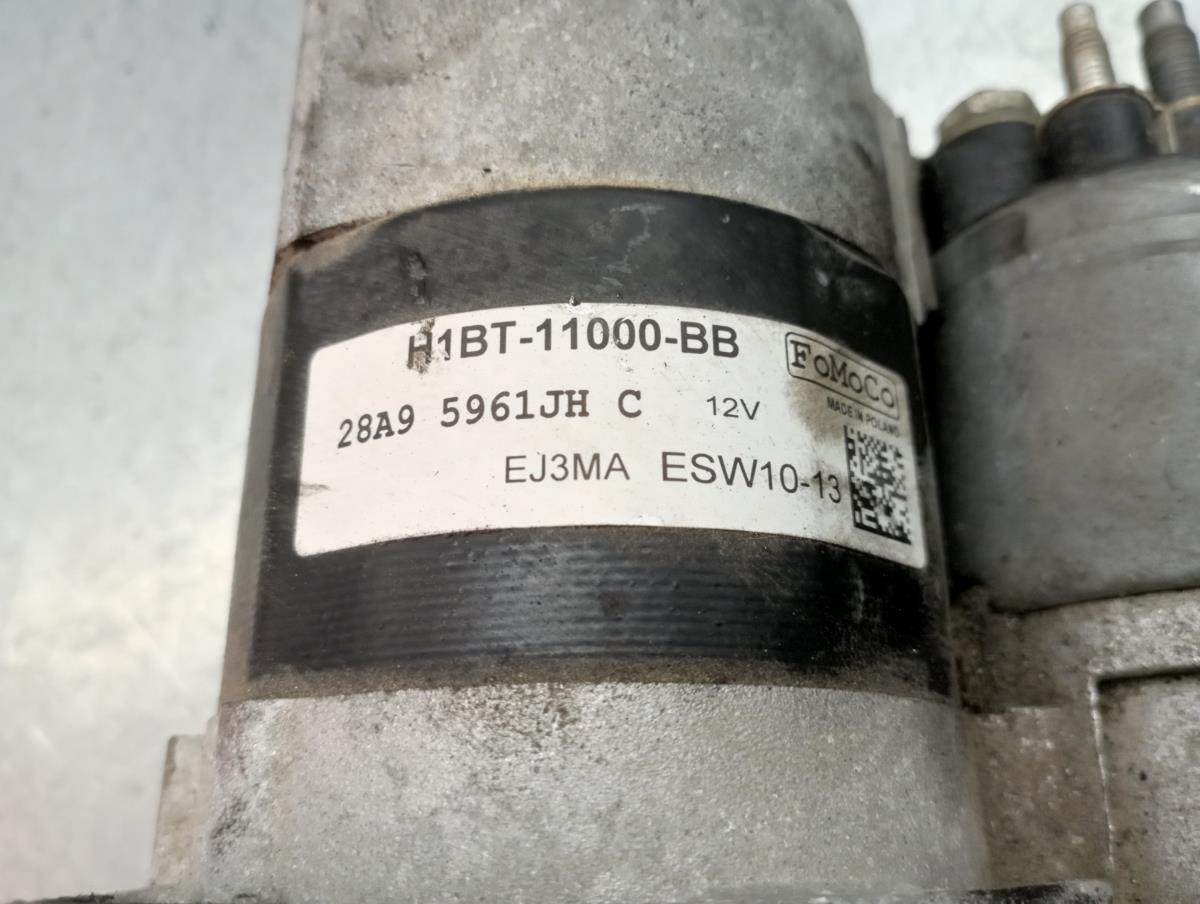 H1BT-11000-BB
FoMoCo
MADE IN POLAND
28A9 5961JH C 12V
EJ3MA ESW10-13